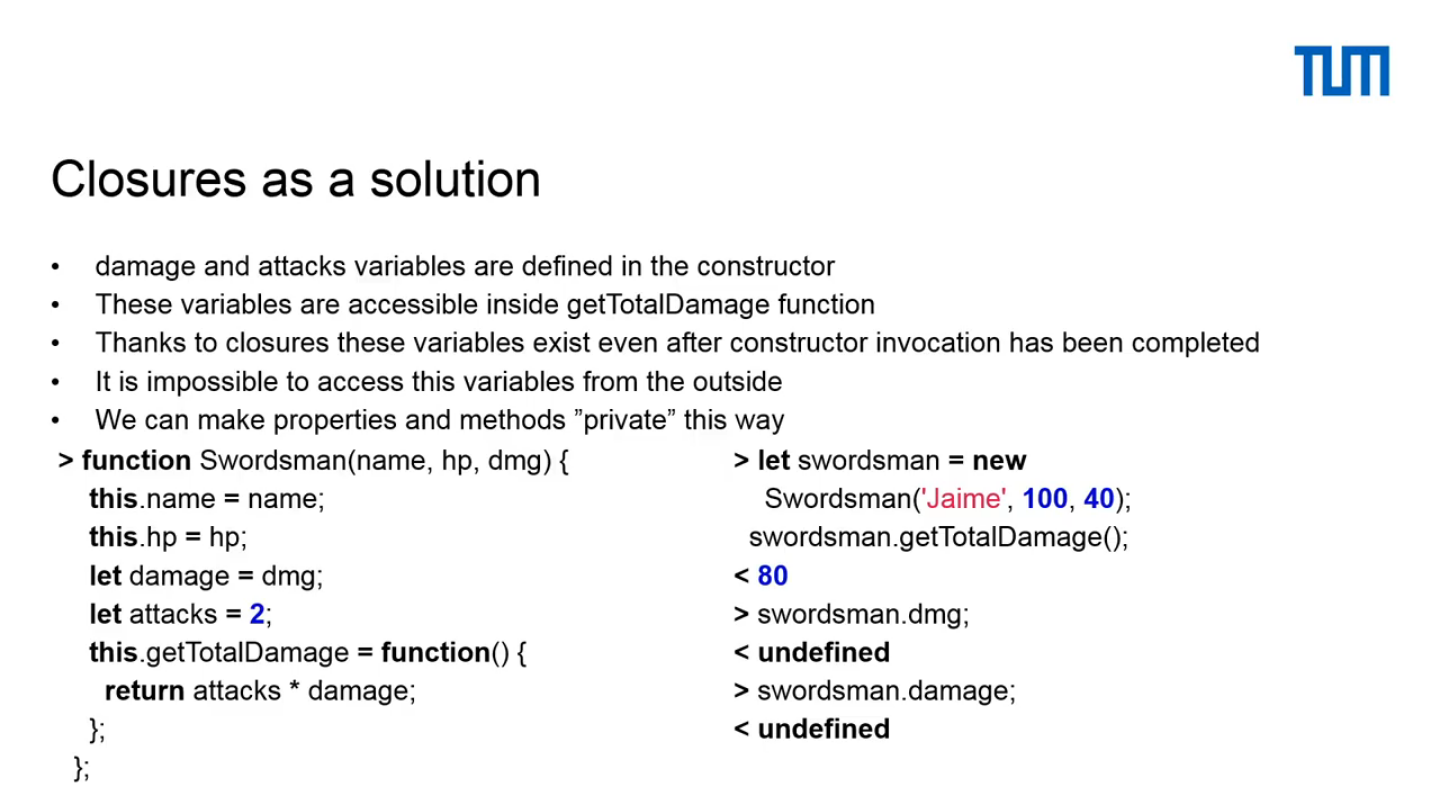 TUM
Closures as a solution
• damage and attacks variables are defined in the constructor
• These variables are accessible inside getTotalDamage function
• Thanks to closures these variables exist even after constructor invocation has been completed
• It is impossible to access this variables from the outside
• We can make properties and methods ”private” this way
> function Swordsman(name, hp, dmg) {
this.name = name;
this.hp = hp;
let damage = dmg;
let attacks = 2;
this.getTotalDamage = function() {
return attacks * damage;
};
};
> let swordsman = new
Swordsman('Jaime', 100, 40);
swordsman.getTotalDamage();
< 80
> swordsman.dmg;
< undefined
> swordsman.damage;
< undefined